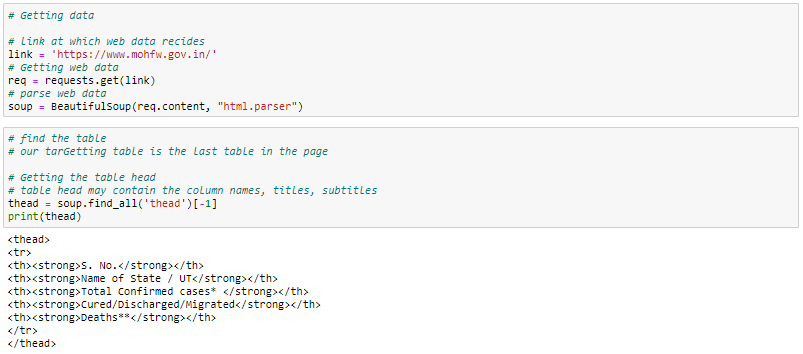 # Getting data
# link at which web data recides
link = 'https://www.mohfw.gov.in/'
# Getting web data
req = requests.get(link)
# parse web data
soup = BeautifulSoup(req.content, "html.parser")
# find the table
# our tarGetting table is the last table in the page
# Getting the table head
# table head may contain the column names, titles, subtitles
thead = soup.find_all('thead')[-1]
print(thead)
<thead>
<tr>
<th><strong>S. No.</strong></th>
<th><strong>Name of State / UT</strong></th>
<th><strong>Total Confirmed cases* </strong></th>
<th><strong>Cured/Discharged/Migrated</strong></th>
<th><strong>Deaths**</strong></th>
</tr>
</thead>